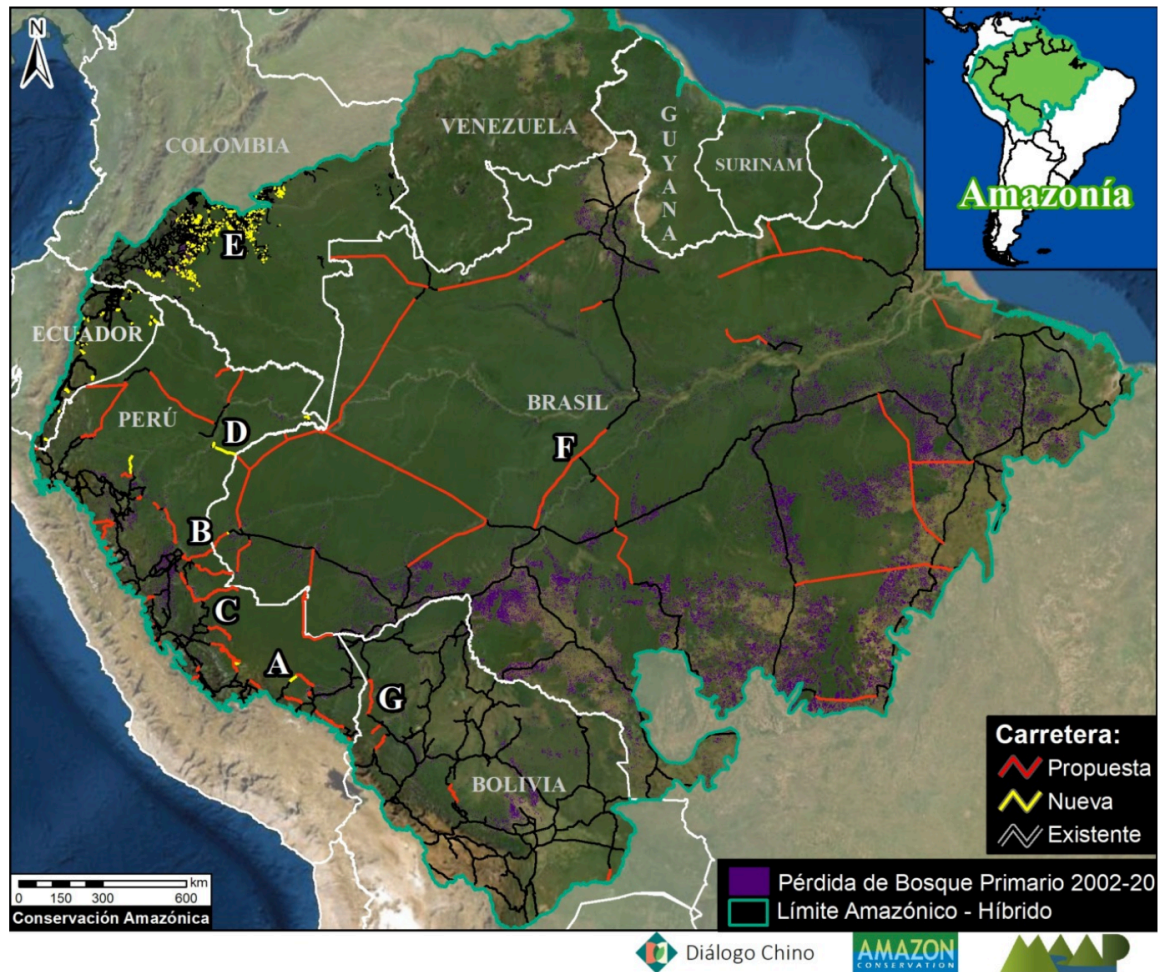 N
COLOMBIA
VENEZUELA
GUYANA
SURINAM
Amazonía
E
ECUADOR
PERÚ
D
BRASIL
F
B
C
A
G
BOLIVIA
Carretera:
Propuesta
Nueva
Existente
km
0 150 300 600
Conservación Amazónica
Pérdida de Bosque Primario 2002-20
Límite Amazónico - Híbrido
Diálogo Chino
AMAZON
CONSERVATION
MAAP